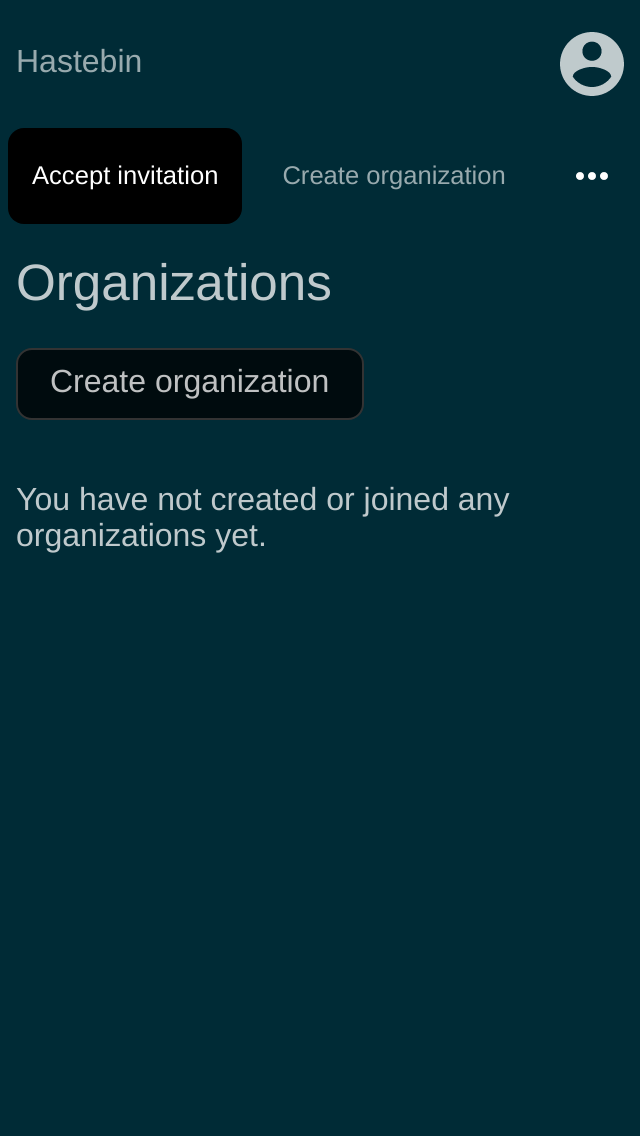 Hastebin
Accept invitation
Create organization
Organizations
Create organization
You have not created or joined any
organizations yet.